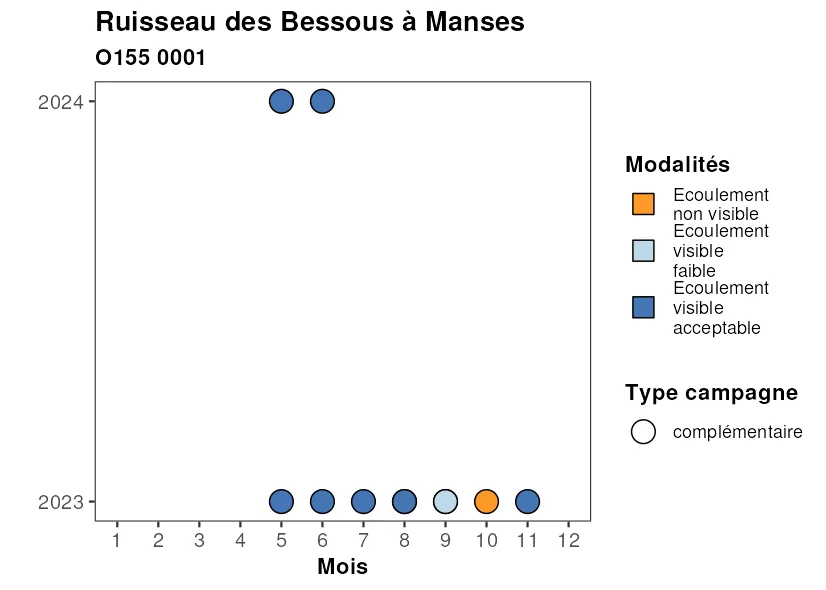 Ruisseau des Bessous à Manses
O155 0001
2024
2023
1 2 3 4 5 6 7 8 9 10 11 12
Mois
Modalités
Ecoulement
non visible
Ecoulement
visible
faible
Ecoulement
visible
acceptable
Type campagne
complémentaire